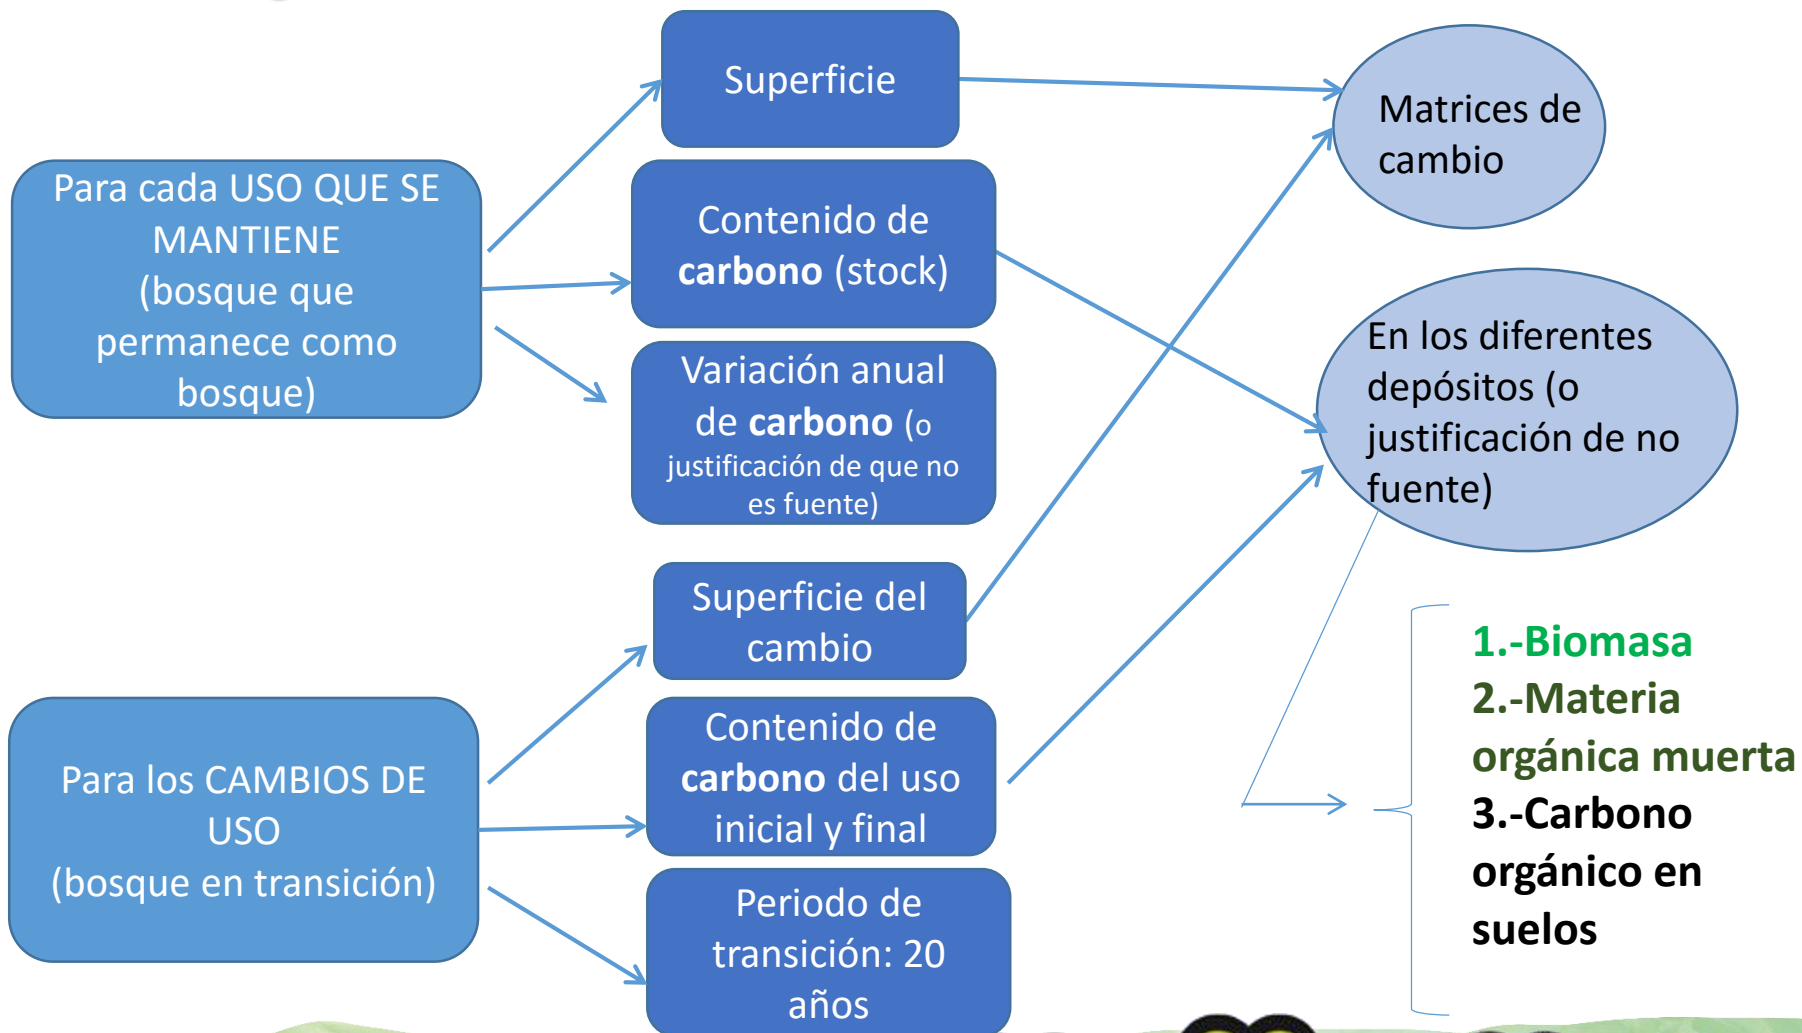 Superficie
Matrices de
cambio
Para cada USO QUE SE
MANTIENE
(bosque que
permanece como
bosque)
Contenido de
carbono (stock)
Variación anual
de carbono (o
justificación de que no
es fuente)
En los diferentes
depósitos (o
justificación de no
fuente)
Superficie del
cambio
Para los CAMBIOS DE
USO
(bosque en transición)
Contenido de
carbono del uso
inicial y final
Periodo de
transición: 20
años
1.-Biomasa
2.-Materia
orgánica muerta
3.-Carbono
orgánico en
suelos